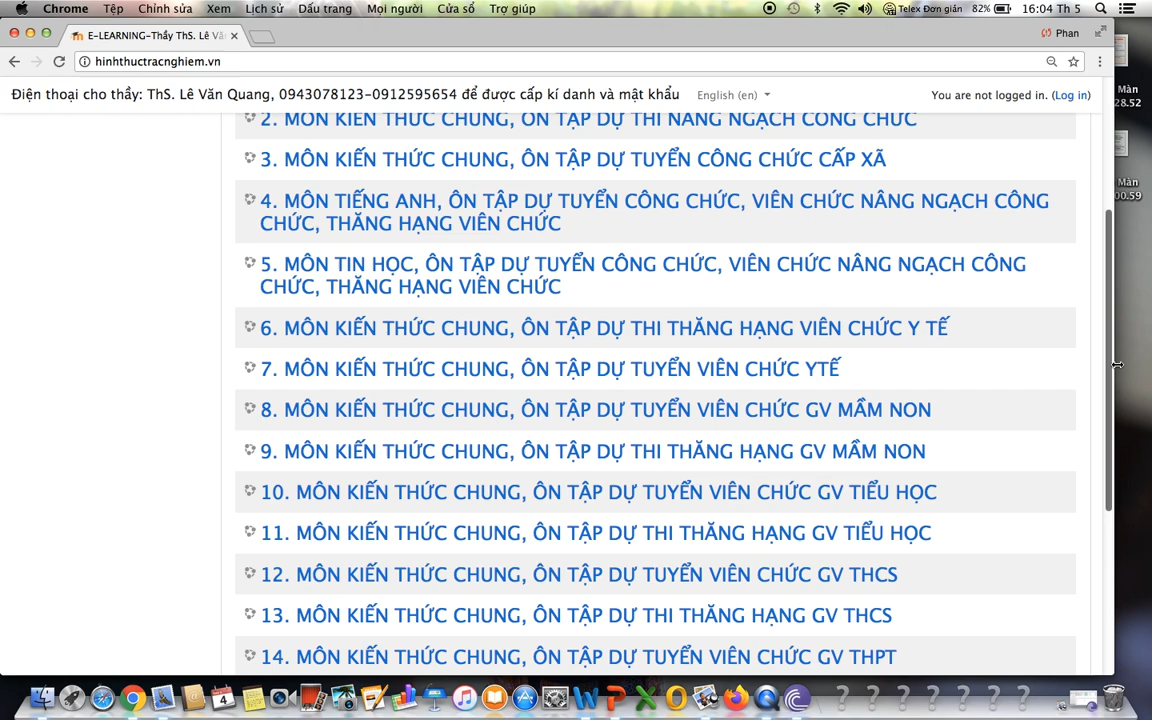 Chrome Tệp Chỉnh sửa Xem Lịch sử Dấu trang Mọi người Cửa sổ Trợ giúp Telex Đơn giản 82% 16:04 Th 5
E-LEARNING-Thầy ThS. Lê Vă Phan
hinhthuctracnghiem.vn
Điện thoại cho thầy: ThS. Lê Văn Quang, 0943078123-0912595654 để được cấp kí danh và mật khẩu English (en) You are not logged in. (Log in)
Màn
28.52
2. MÔN KIẾN THỨC CHUNG, ÔN TẬP DỰ THI NÂNG NGẠCH CÔNG CHỨC
3. MÔN KIẾN THỨC CHUNG, ÔN TẬP DỰ TUYỂN CÔNG CHỨC CẤP XÃ
Màn
00.59
4. MÔN TIẾNG ANH, ÔN TẬP DỰ TUYỂN CÔNG CHỨC, VIÊN CHỨC NÂNG NGẠCH CÔNG
CHỨC, THĂNG HẠNG VIÊN CHỨC
5. MÔN TIN HỌC, ÔN TẬP DỰ TUYỂN CÔNG CHỨC, VIÊN CHỨC NÂNG NGẠCH CÔNG
CHỨC, THĂNG HẠNG VIÊN CHỨC
6. MÔN KIẾN THỨC CHUNG, ÔN TẬP DỰ THI THĂNG HẠNG VIÊN CHỨC Y TẾ
7. MÔN KIẾN THỨC CHUNG, ÔN TẬP DỰ TUYỂN VIÊN CHỨC YTẾ
8. MÔN KIẾN THỨC CHUNG, ÔN TẬP DỰ TUYỂN VIÊN CHỨC GV MẦM NON
9. MÔN KIẾN THỨC CHUNG, ÔN TẬP DỰ THI THĂNG HẠNG GV MẦM NON
10. MÔN KIẾN THỨC CHUNG, ÔN TẬP DỰ TUYỂN VIÊN CHỨC GV TIỂU HỌC
11. MÔN KIẾN THỨC CHUNG, ÔN TẬP DỰ THI THĂNG HẠNG GV TIỂU HỌC
12. MÔN KIẾN THỨC CHUNG, ÔN TẬP DỰ TUYỂN VIÊN CHỨC GV THCS
13. MÔN KIẾN THỨC CHUNG, ÔN TẬP DỰ THI THĂNG HẠNG GV THCS
14. MÔN KIẾN THỨC CHUNG, ÔN TẬP DỰ TUYỂN VIÊN CHỨC GV THPT